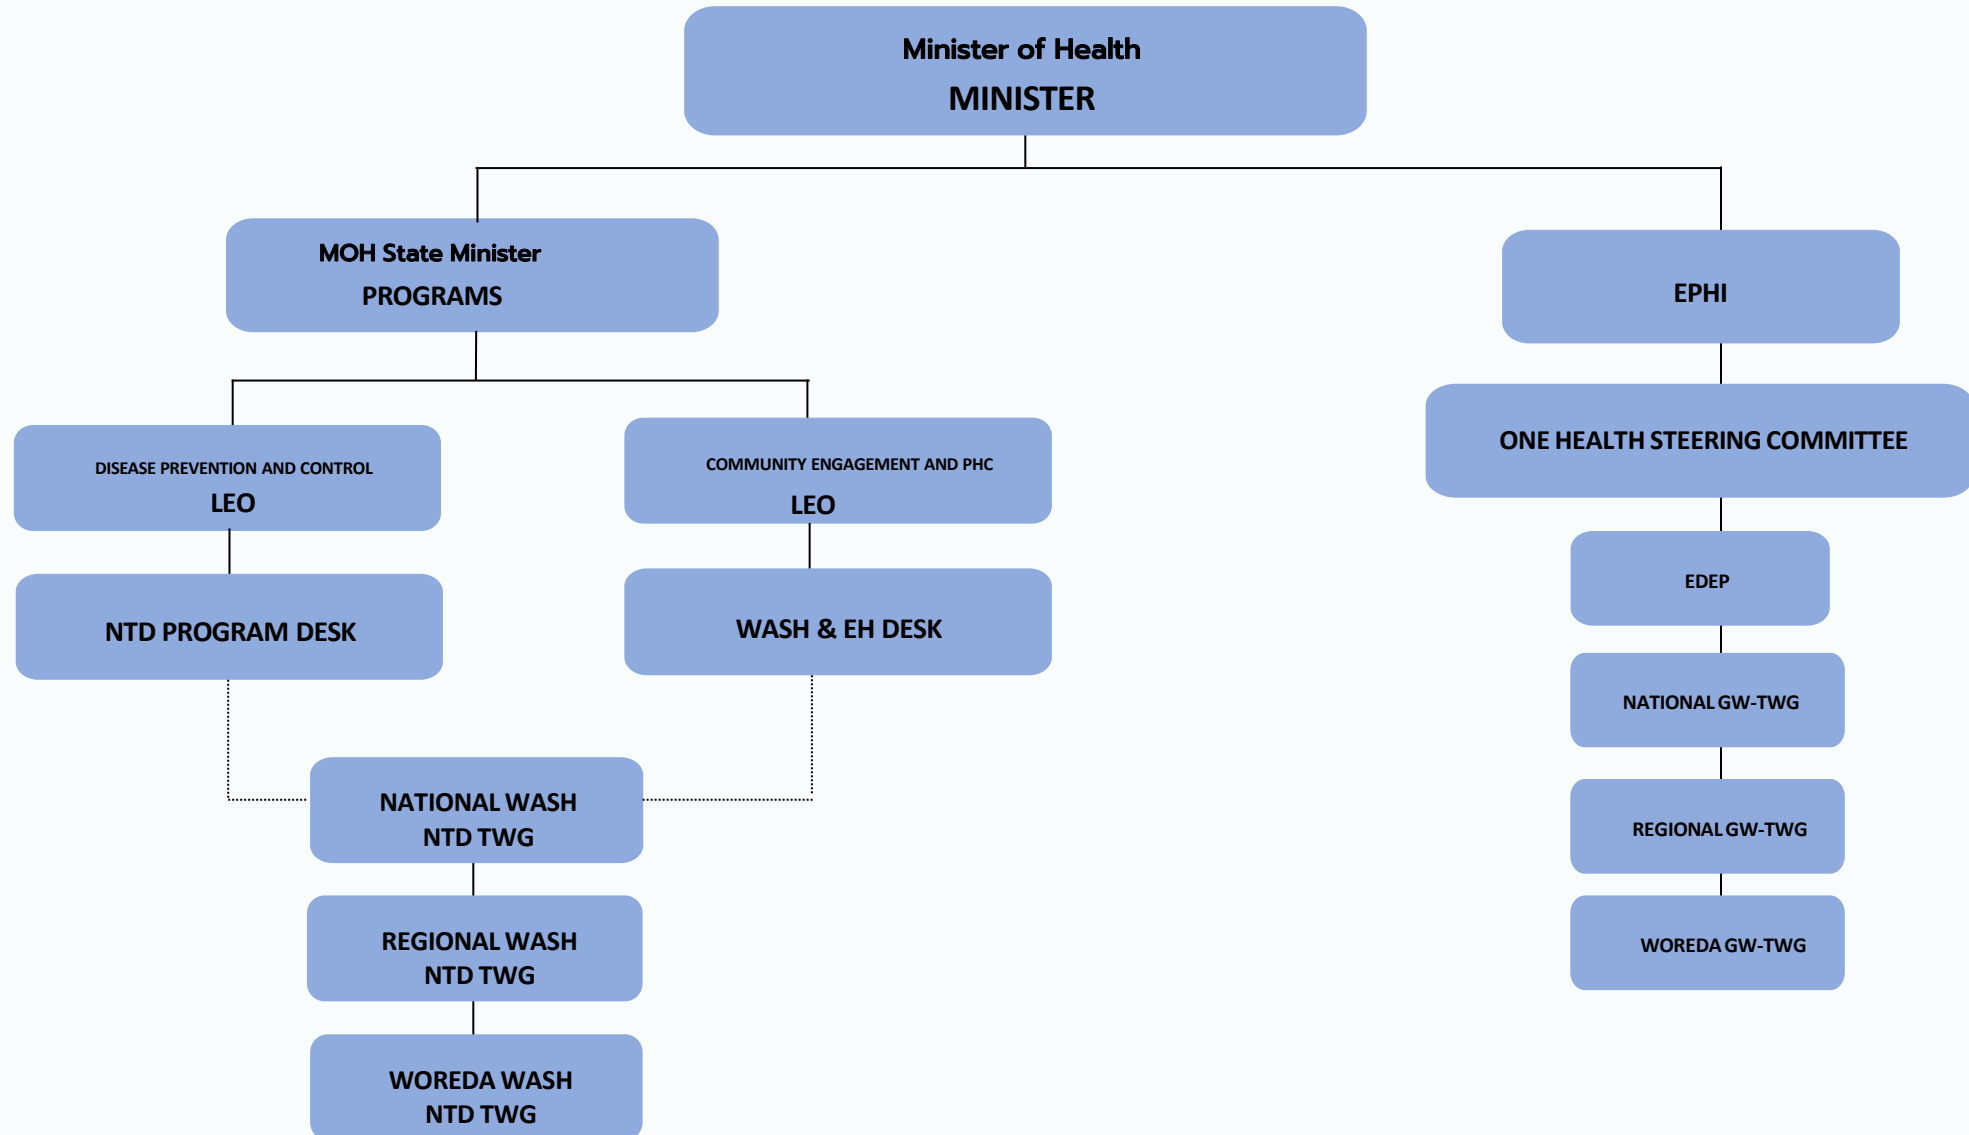 Minister of Health
MINISTER
MOH State Minister
PROGRAMS
EPHI
DISEASE PREVENTION AND CONTROL
LEO
COMMUNITY ENGAGEMENT AND PHC
LEO
ONE HEALTH STEERING COMMITTEE
NTD PROGRAM DESK
WASH & EH DESK
EDEP
NATIONAL GW-TWG
NATIONAL WASH
NTD TWG
REGIONAL GW-TWG
REGIONAL WASH
NTD TWG
WOREDA GW-TWG
WOREDA WASH
NTD TWG